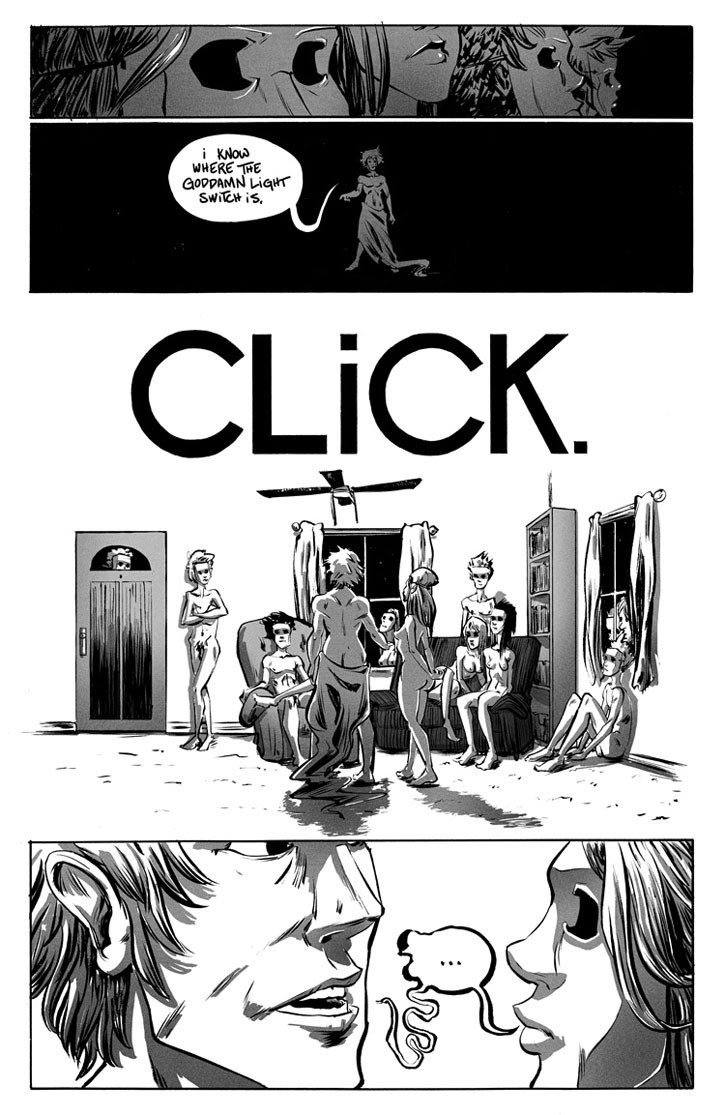 i KNOW
WHERE THE
GODDAMN LiGHT
SWiTCH iS.
CLiCK.
...